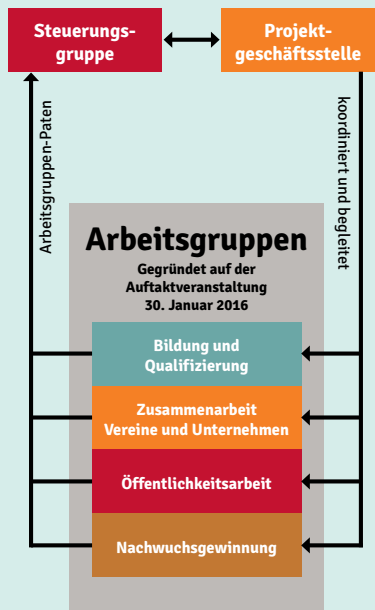 Steuerungs-
gruppe
Projekt-
geschäftsstelle
Arbeitsgruppen-Paten
koordiniert und begleitet
Arbeitsgruppen
Gegründet auf der
Auftaktveranstaltung
30. Januar 2016
Bildung und
Qualifizierung
Zusammenarbeit
Vereine und Unternehmen
Öffentlichkeitsarbeit
Nachwuchsgewinnung